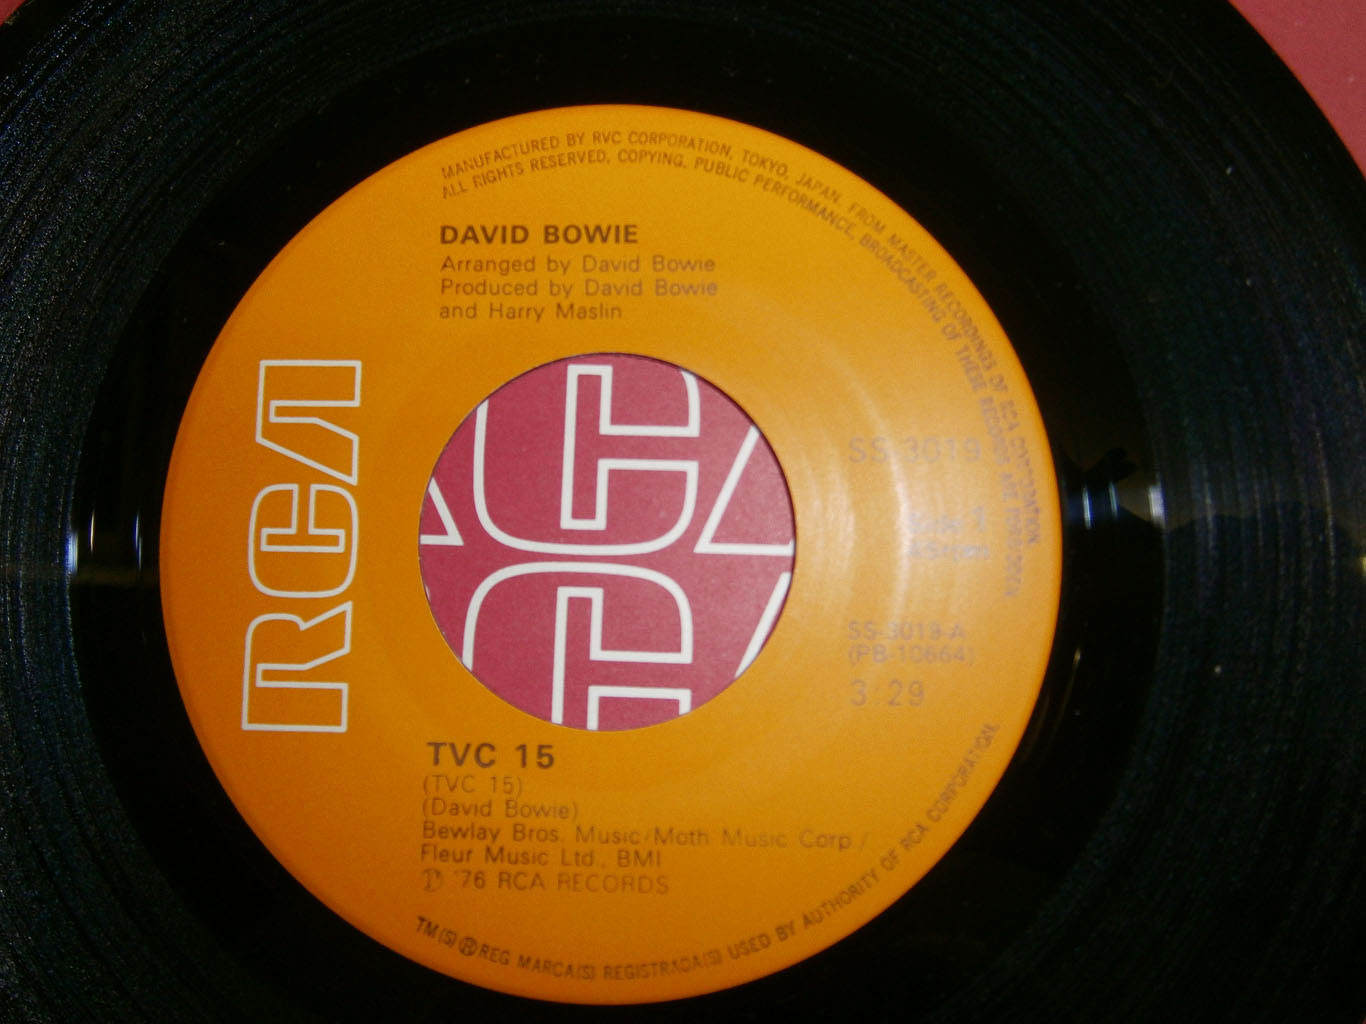 MANUFACTURED BY RVC CORPORATION, TOKYO, JAPAN. FROM MASTER RECORDINGS OF RCA CORPORATION.
ALL RIGHTS RESERVED, COPYING, PUBLIC PERFORMANCE, BROADCASTING OF THESE RECORDS ARE
DAVID BOWIE
Arranged by David Bowie
Produced by David Bowie
and Harry Maslin
RCA
SS-3019
Side
SS-3019-A
(PB-10664)
3:29
TVC 15
(TVC 15)
(David Bowie)
Bewlay Bros. Music/Moth Music Corp./
Fleur Music Ltd., BMI
℗ '76 RCA RECORDS
TM(S) ® REG MARCA(S) REGISTRADA(S) USED BY AUTHORITY OF RCA CORPORATION.